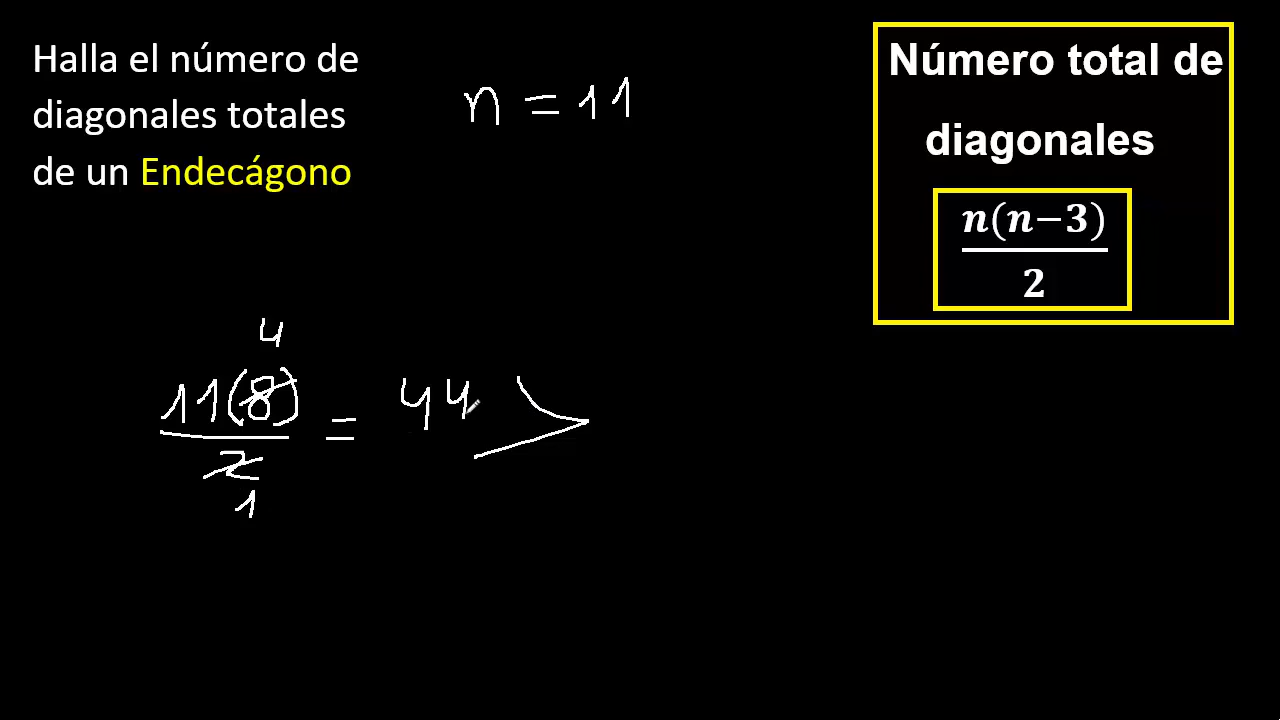 Halla el número de
diagonales totales
de un Endecágono
n = 11
Número total de
diagonales
n(n−3)
2
4
11(8)
2
1
= 44